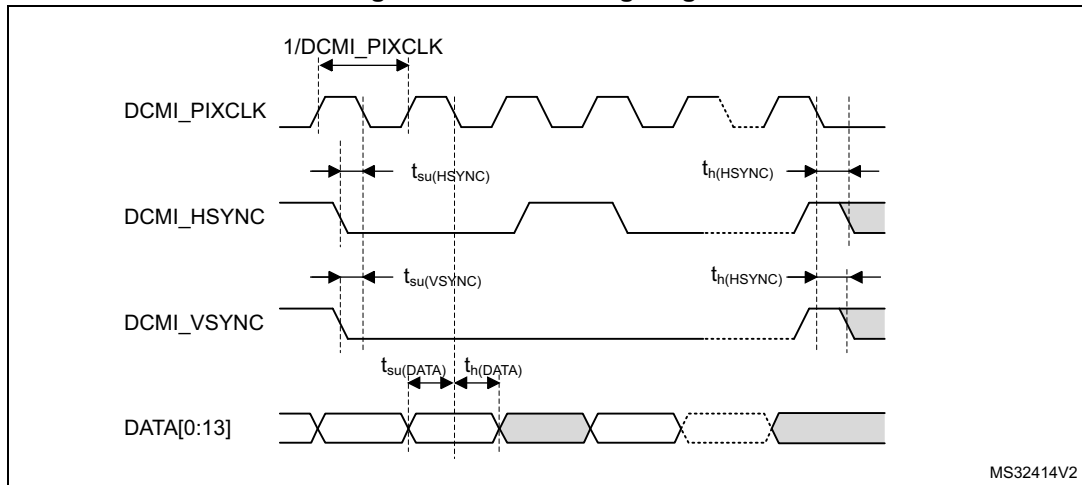 1/DCMI_PIXCLK
DCMI_PIXCLK
tsu(HSYNC)
th(HSYNC)
DCMI_HSYNC
tsu(VSYNC)
th(HSYNC)
DCMI_VSYNC
tsu(DATA) th(DATA)
DATA[0:13]
MS32414V2